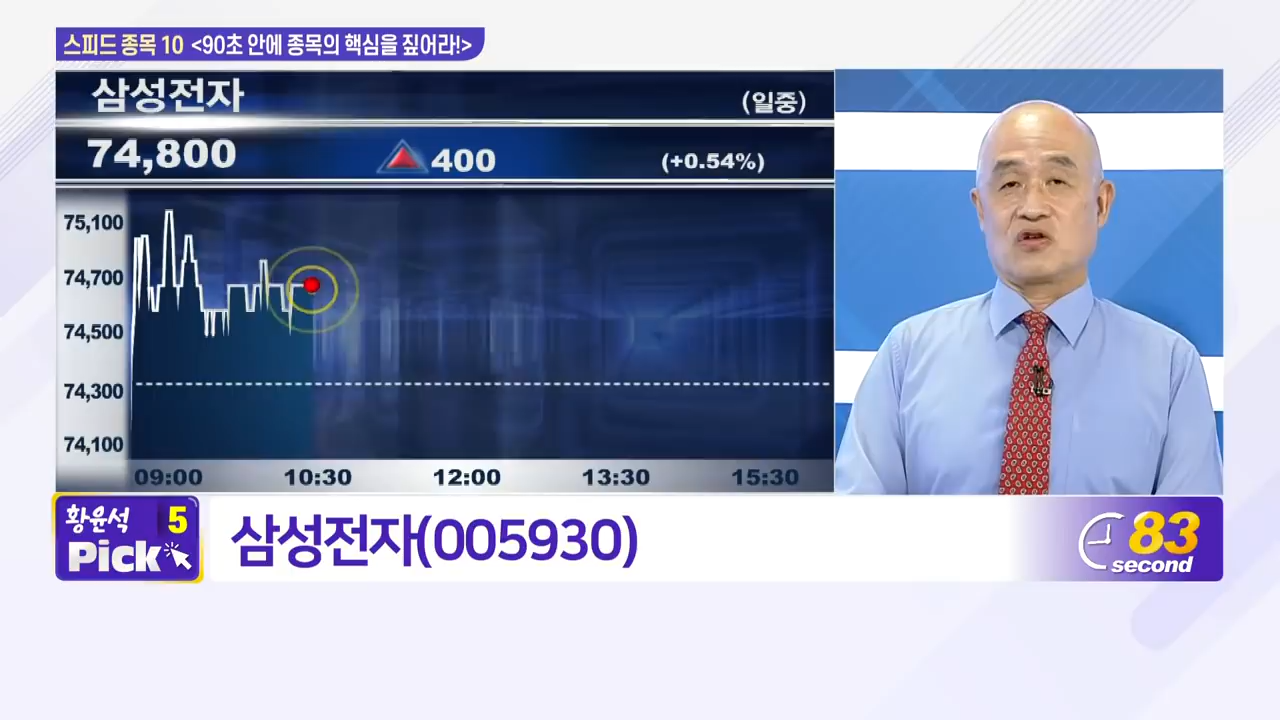 스피드 종목 10 <90초 안에 종목의 핵심을 짚어라!>
삼성전자 (일중)
74,800 400 (+0.54%)
75,100
74,700
74,500
74,300
74,100
09:00 10:30 12:00 13:30 15:30
황윤석 5
Pick
삼성전자(005930)
83
second